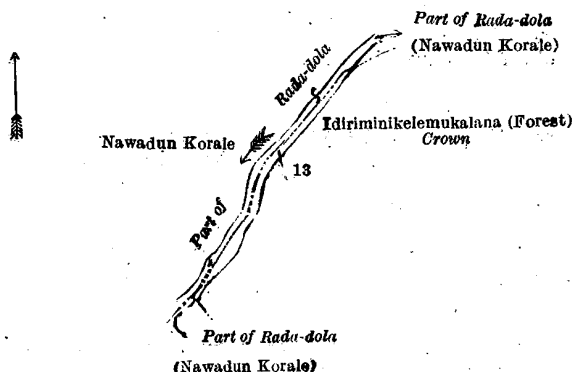 Part of Rada-dola
(Nawadun Korale)
Rada-dola
Idiriminikelemukalana (Forest)
Crown
Nawadun Korale
13
Part of
Part of Rada-dola
(Nawadun Korale)